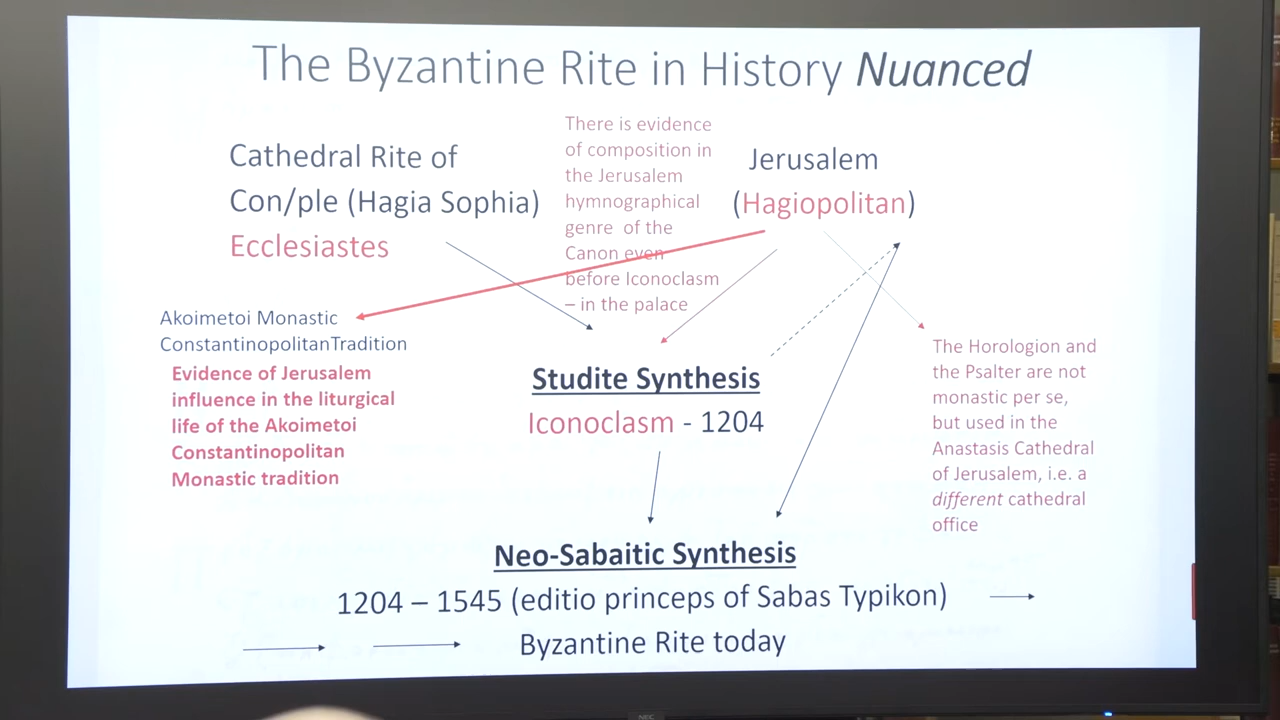 The Byzantine Rite in History Nuanced
Cathedral Rite of
Con/ple (Hagia Sophia)
Ecclesiastes
There is evidence
of composition in
the Jerusalem
hymnographical
genre of the
Canon even
before Iconoclasm
– in the palace
Jerusalem
(Hagiopolitan)
Akoimetoi Monastic
ConstantinopolitanTradition
Evidence of Jerusalem
influence in the liturgical
life of the Akoimetoi
Constantinopolitan
Monastic tradition
Studite Synthesis
Iconoclasm - 1204
The Horologion and
the Psalter are not
monastic per se,
but used in the
Anastasis Cathedral
of Jerusalem, i.e. a
different cathedral
office
Neo-Sabaitic Synthesis
1204 – 1545 (editio princeps of Sabas Typikon)
Byzantine Rite today
NEC